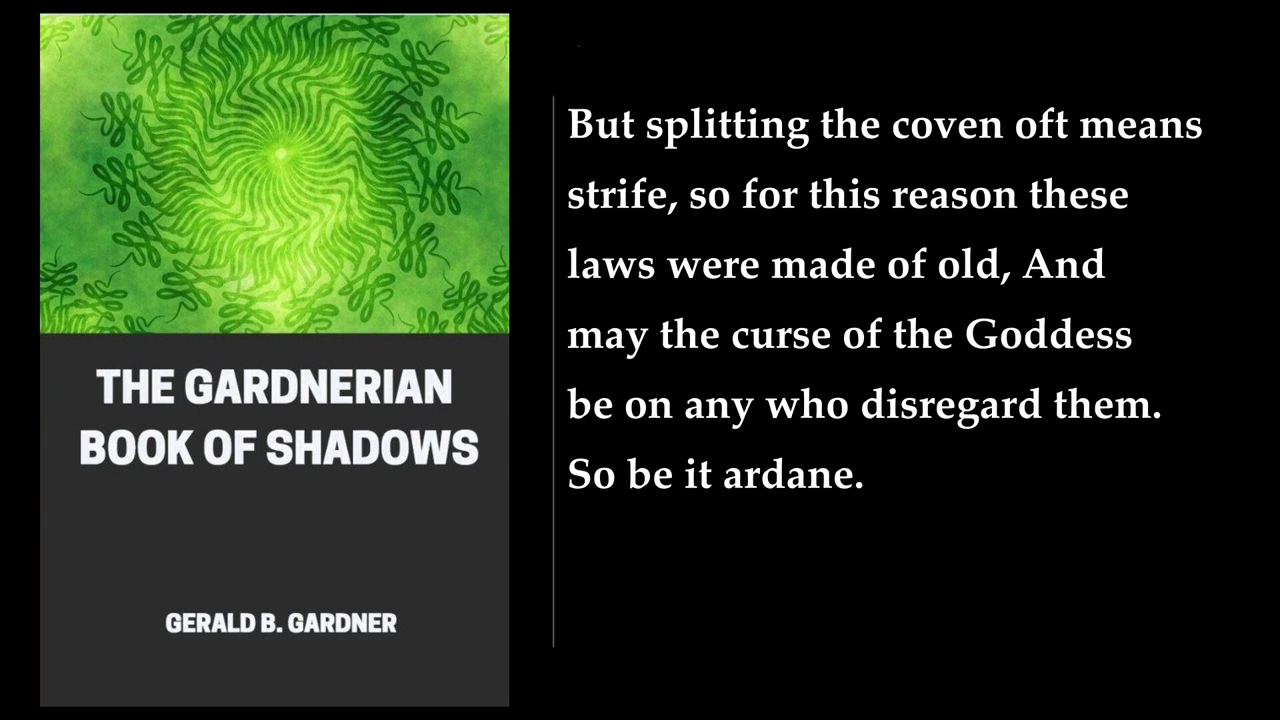 THE GARDNERIAN
BOOK OF SHADOWS
GERALD B. GARDNER
But splitting the coven oft means
strife, so for this reason these
laws were made of old, And
may the curse of the Goddess
be on any who disregard them.
So be it ardane.